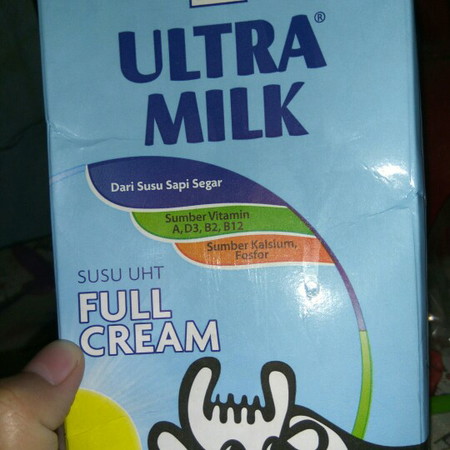 ULTRA®
MILK
Dari Susu Sapi Segar
Sumber Vitamin
A,D3, B2, B12
Sumber Kalsium,
Fosfor
SUSU UHT
FULL
CREAM